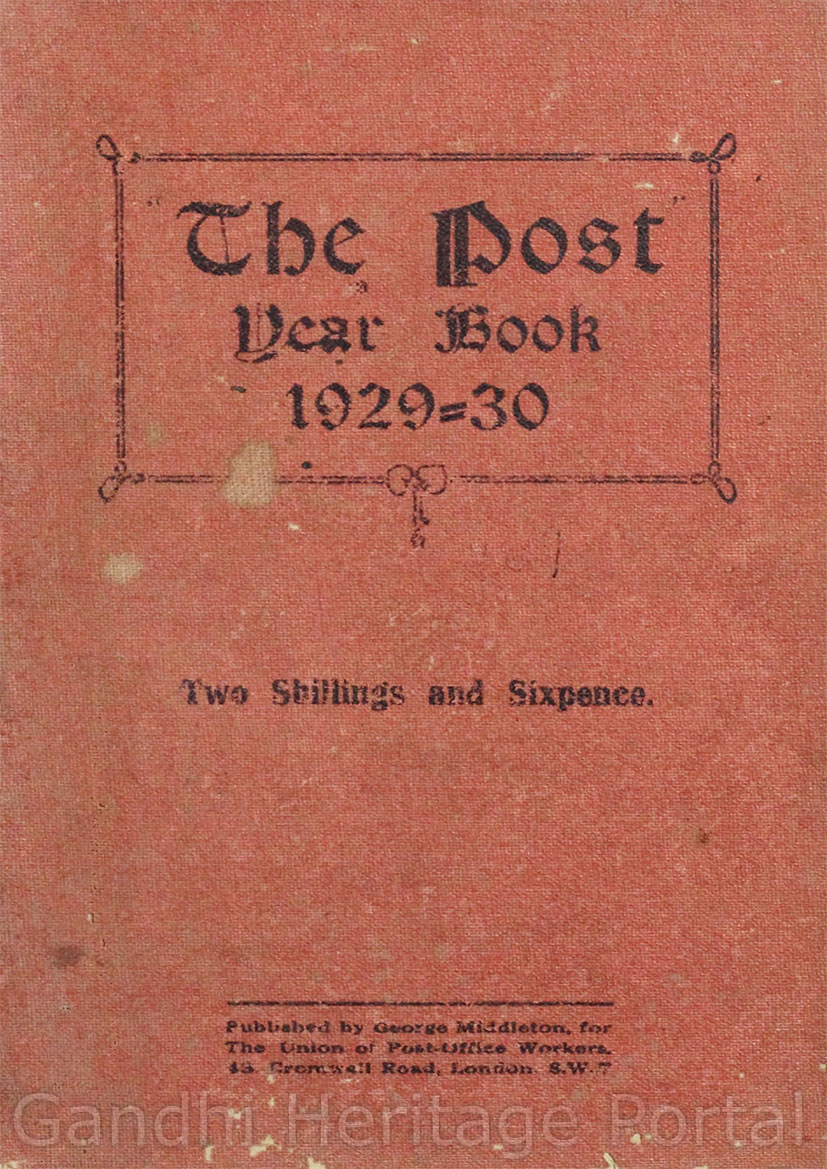 "The Post"
Year Book
1929=30
Two Shillings and Sixpence.
Published by George Middleton, for
The Union of Post-Office Workers,
Cromwell Road, London. S.W.7
Gandhi Heritage Portal